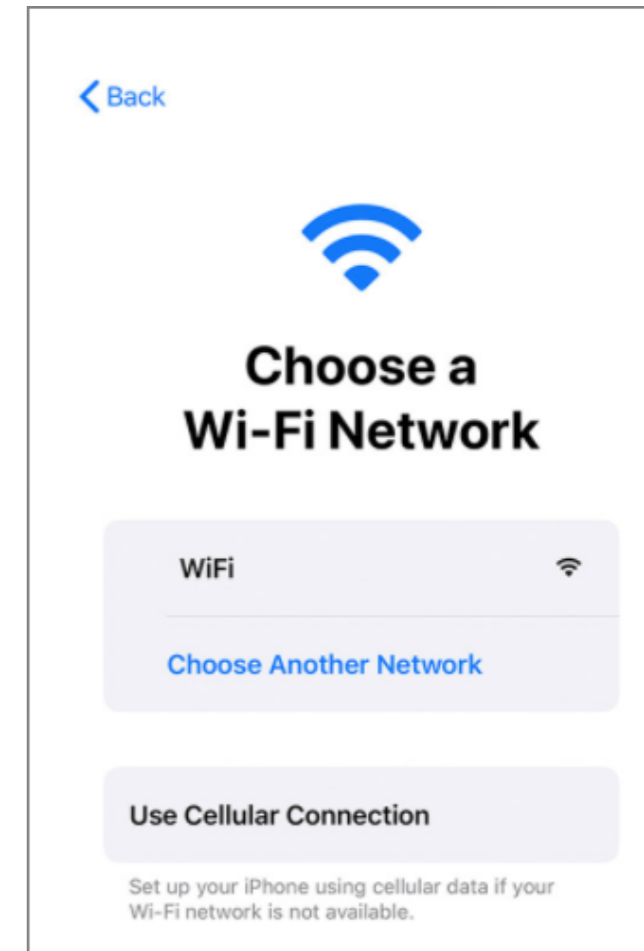 Back
Choose a
Wi-Fi Network
WiFi
Choose Another Network
Use Cellular Connection
Set up your iPhone using cellular data if your
Wi-Fi network is not available.